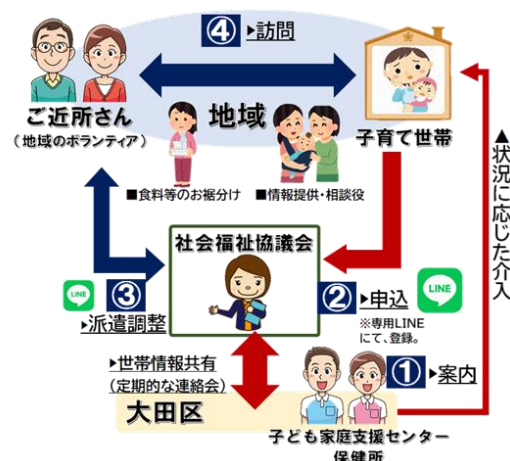 ④ ▶訪問
ご近所さん
（地域のボランティア）
地域
子育て世帯
■食料等のお裾分け
■情報提供・相談役
▲状況に応じた介入
社会福祉協議会
LINE
③
▶派遣調整
② ▶申込
LINE
※専用LINE
にて、登録。
▶世帯情報共有
（定期的な連絡会）
① ▶案内
大田区
子ども家庭支援センター
保健所